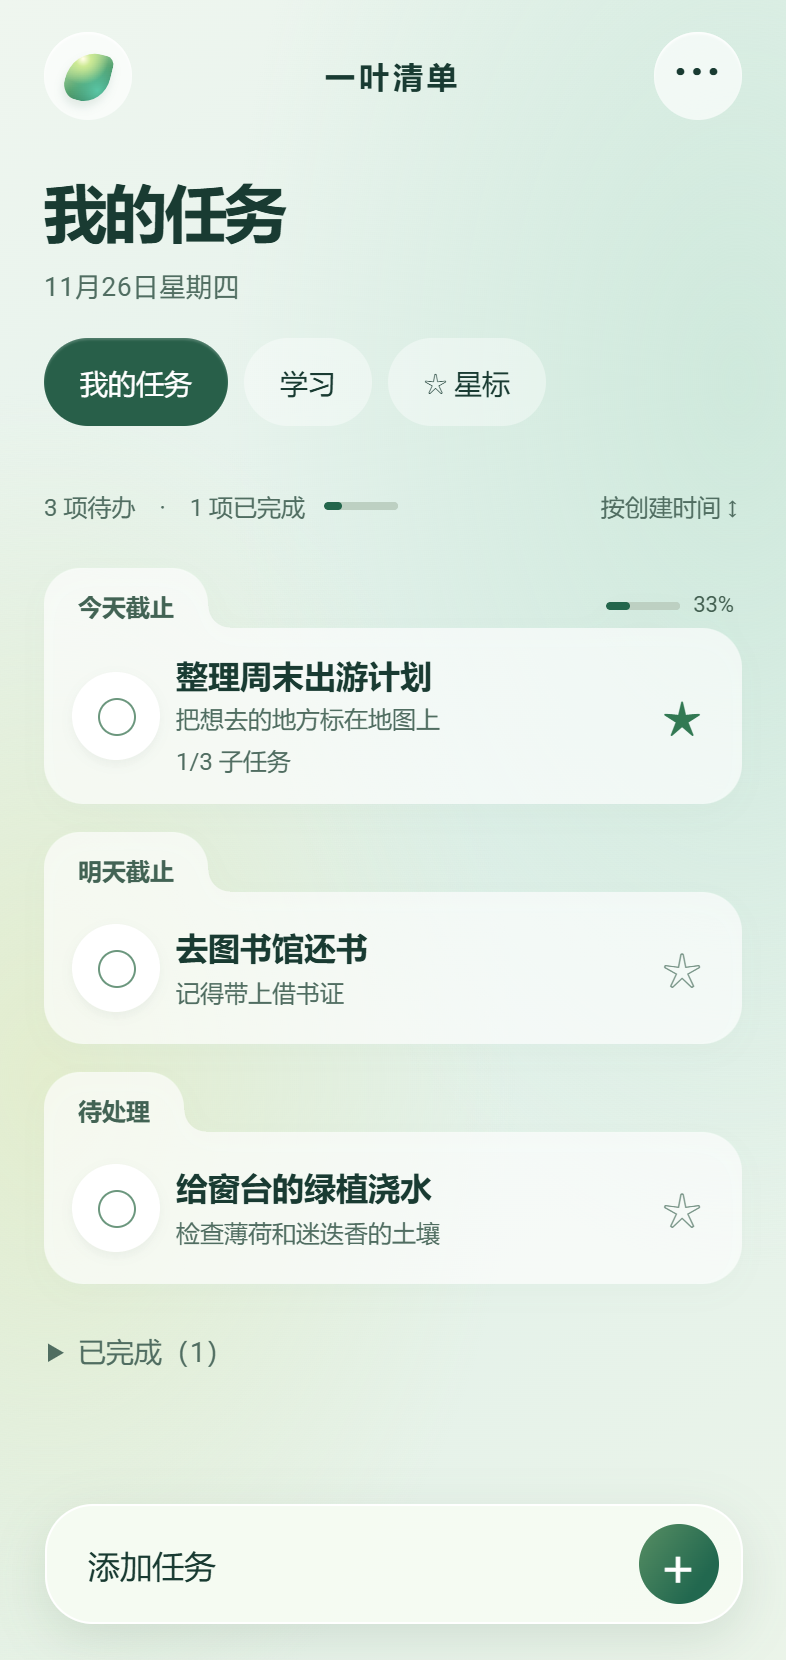 一叶清单
我的任务
11月26日星期四
我的任务
学习
☆ 星标
3 项待办 · 1 项已完成
按创建时间 ↕
今天截止
33%
整理周末出游计划
把想去的地方标在地图上
1/3 子任务
明天截止
去图书馆还书
记得带上借书证
待处理
给窗台的绿植浇水
检查薄荷和迷迭香的土壤
▶ 已完成（1）
添加任务
+